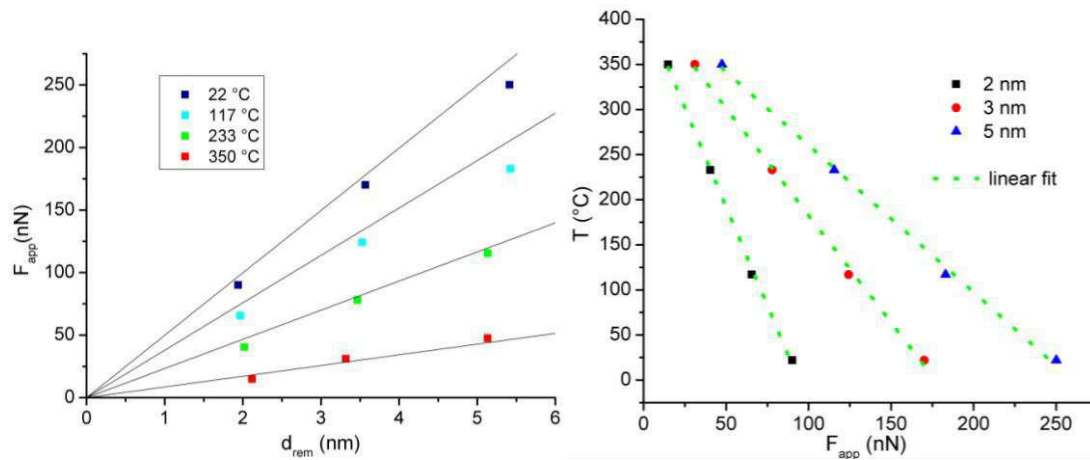 22 °C
117 °C
233 °C
350 °C
250
200
150
100
50
0
F_app(nN)
0 1 2 3 4 5 6
d_rem (nm)
400
350
300
250
200
150
100
50
0
T (°C)
2 nm
3 nm
5 nm
linear fit
0 50 100 150 200 250
F_app (nN)